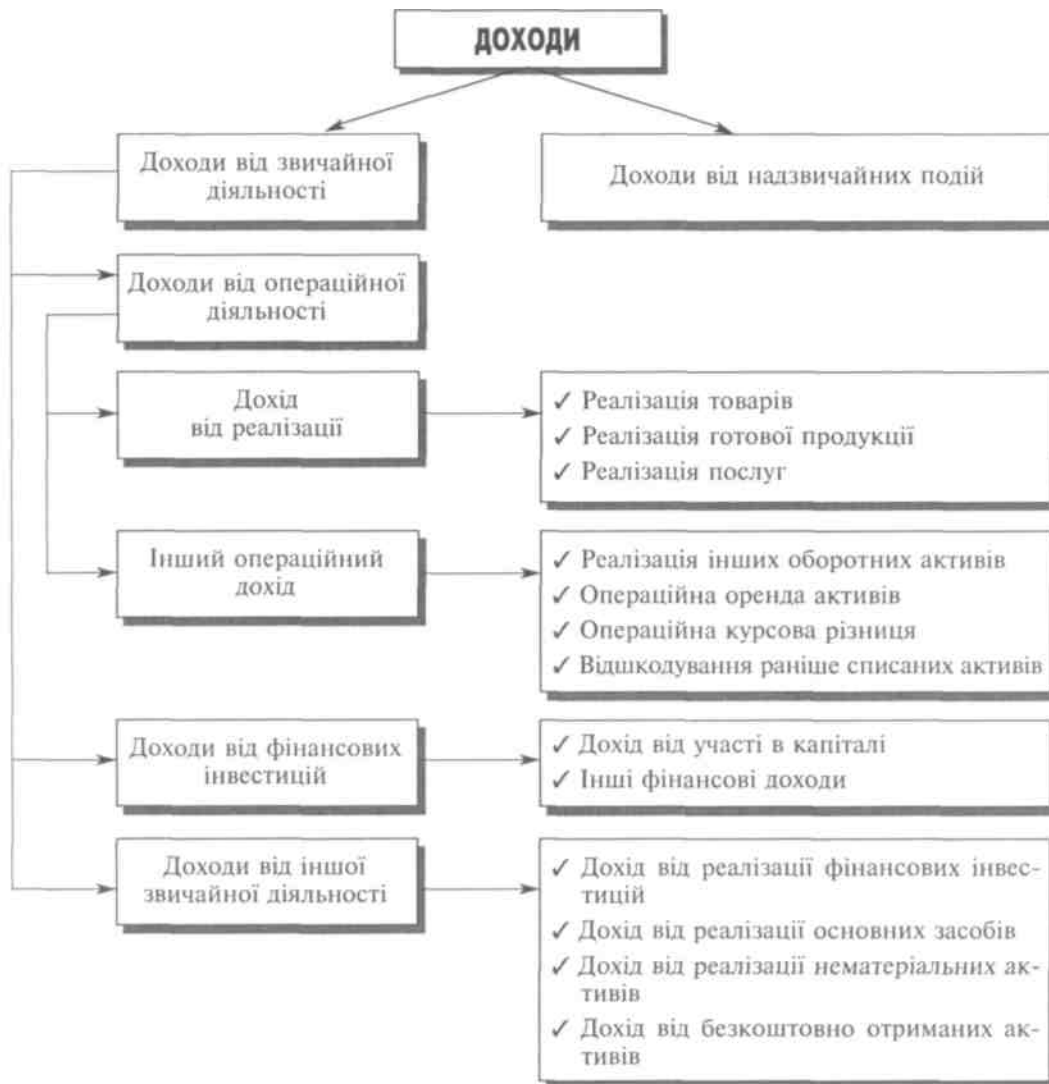 ДОХОДИ
Доходи від звичайної
діяльності
Доходи від надзвичайних подій
Доходи від операційної
діяльності
Дохід
від реалізації
✓ Реалізація товарів
✓ Реалізація готової продукції
✓ Реалізація послуг
Інший операційний
дохід
✓ Реалізація інших оборотних активів
✓ Операційна оренда активів
✓ Операційна курсова різниця
✓ Відшкодування раніше списаних активів
Доходи від фінансових
інвестицій
✓ Дохід від участі в капіталі
✓ Інші фінансові доходи
Доходи від іншої
звичайної діяльності
✓ Дохід від реалізації фінансових інвес-
тицій
✓ Дохід від реалізації основних засобів
✓ Дохід від реалізації нематеріальних ак-
тивів
✓ Дохід від безкоштовно отриманих ак-
тивів